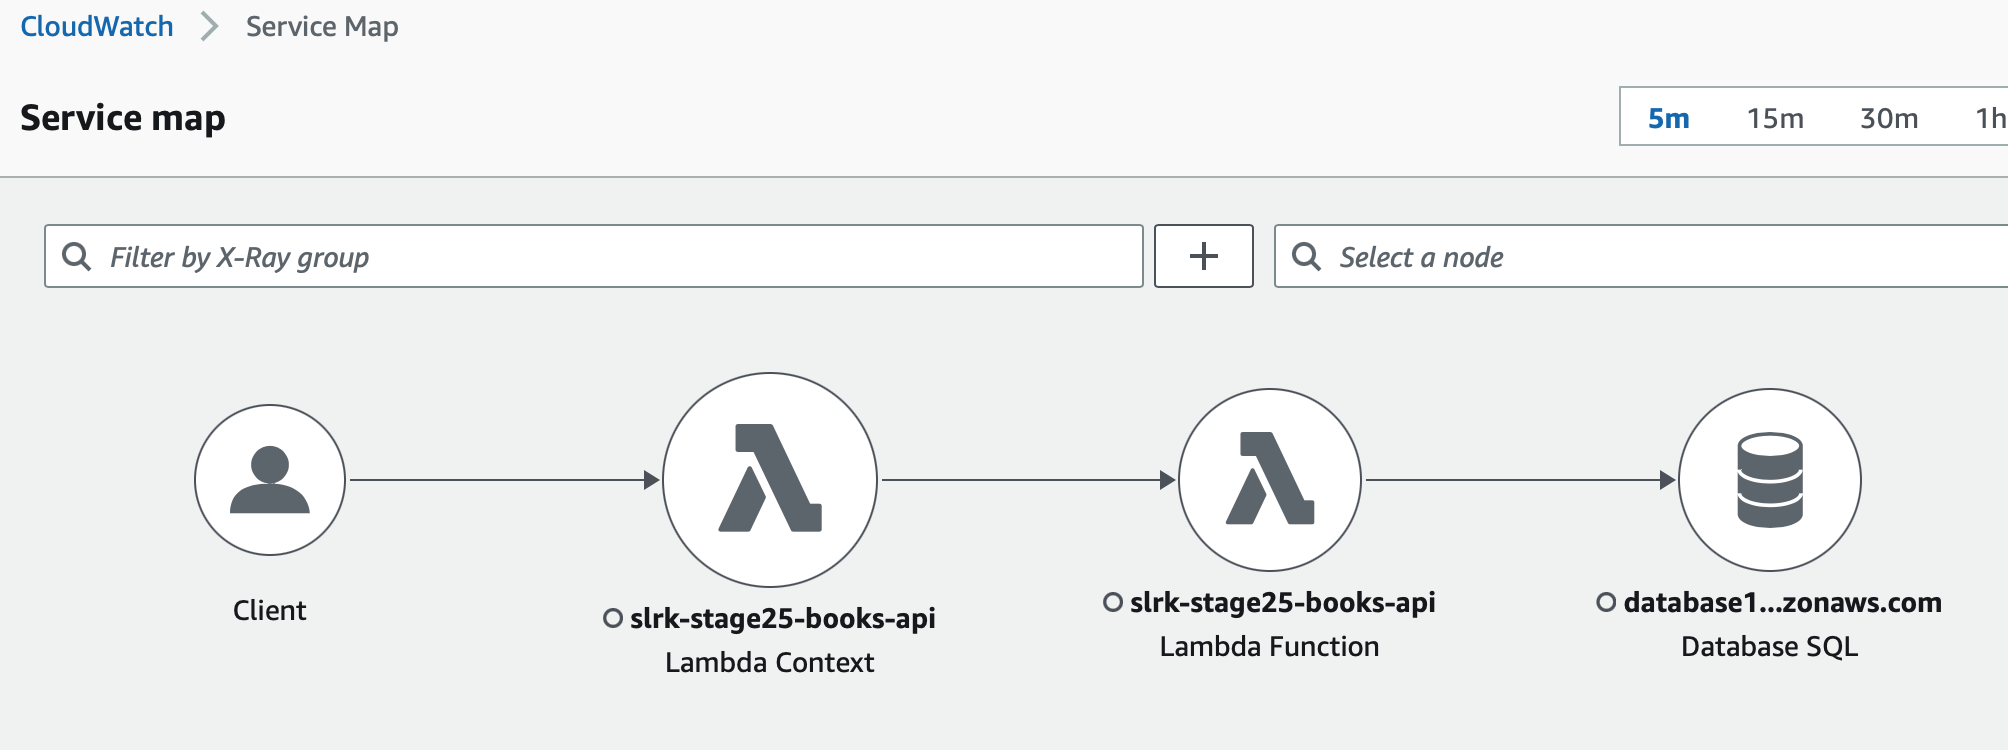 CloudWatch Service Map
Service map
5m 15m 30m 1h
Filter by X-Ray group
Select a node
Client
slrk-stage25-books-api
Lambda Context
slrk-stage25-books-api
Lambda Function
database1...zonaws.com
Database SQL